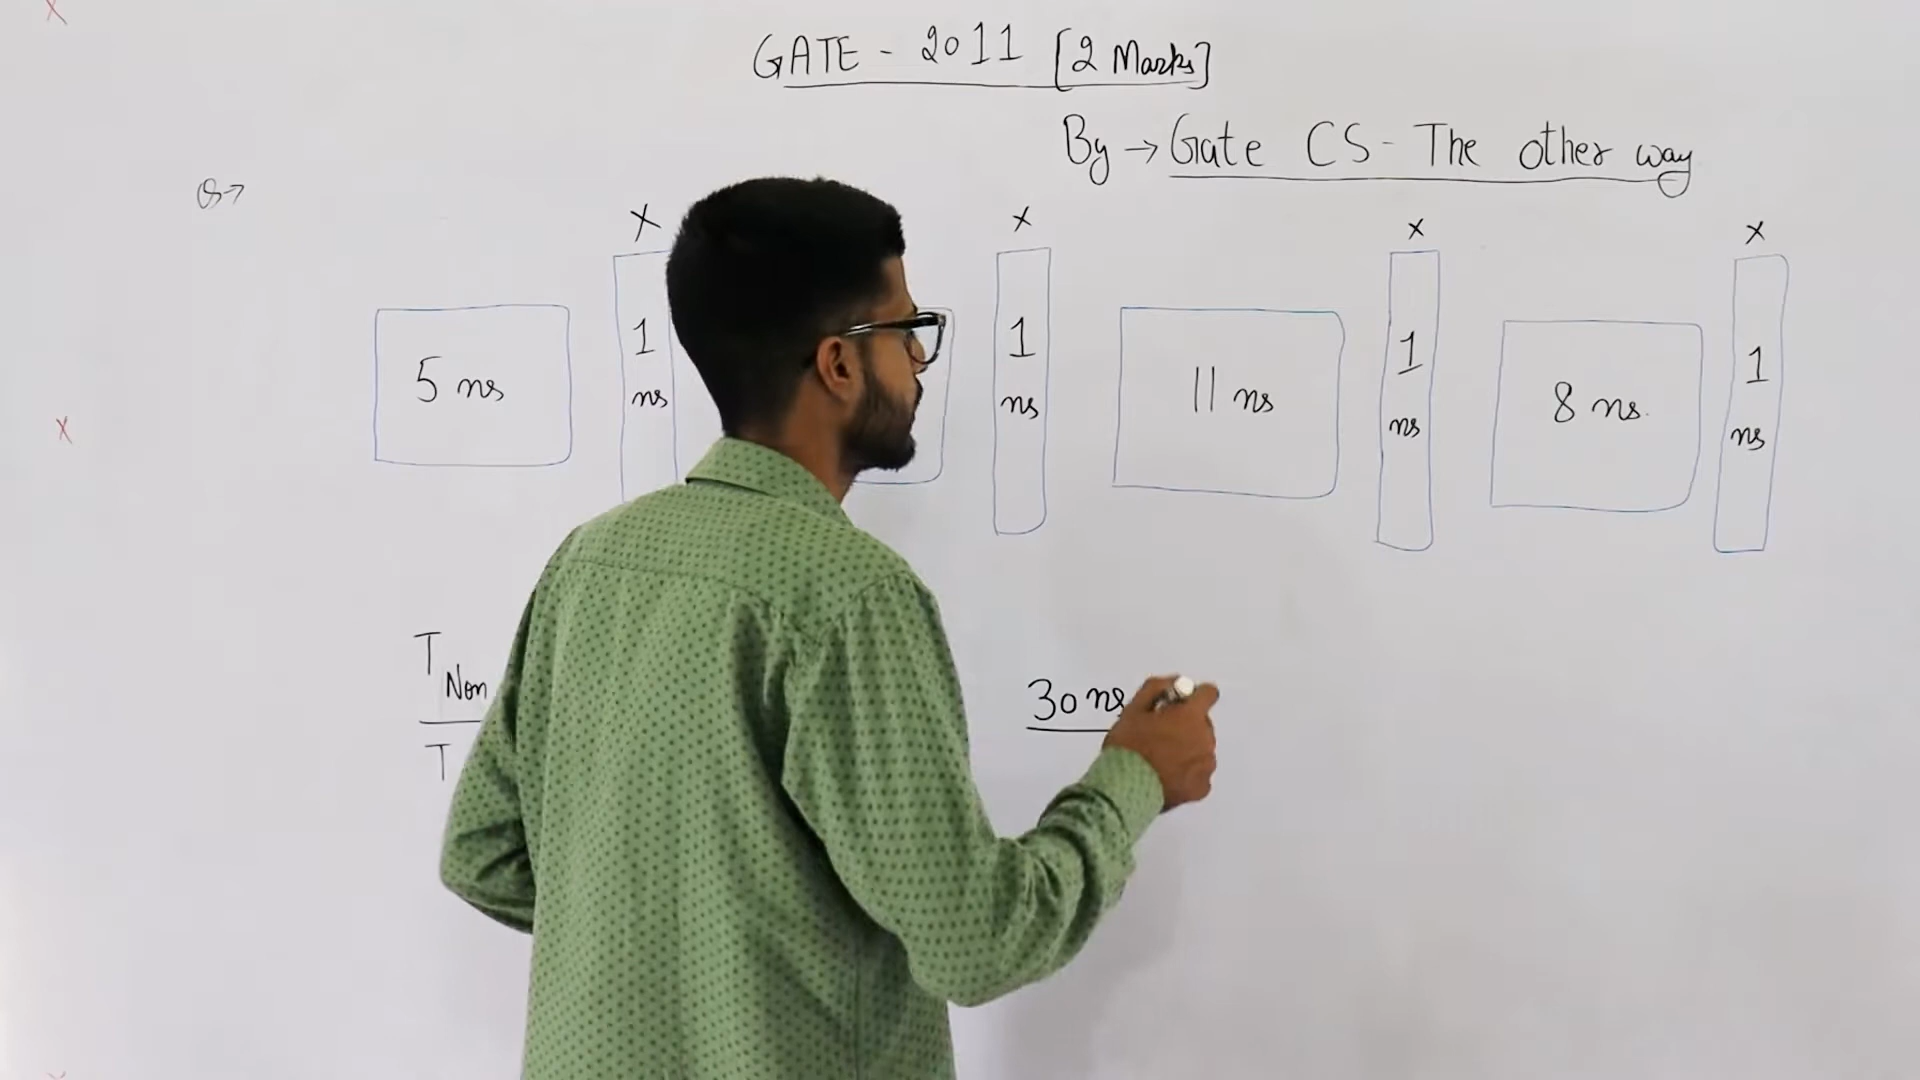 GATE - 2011 [2 Marks]
By → Gate CS - The other way
Q→
X X X X
5 ns 1 ns 1 ns 11 ns 1 ns 8 ns 1 ns
T Non
T
30 ns
X
X